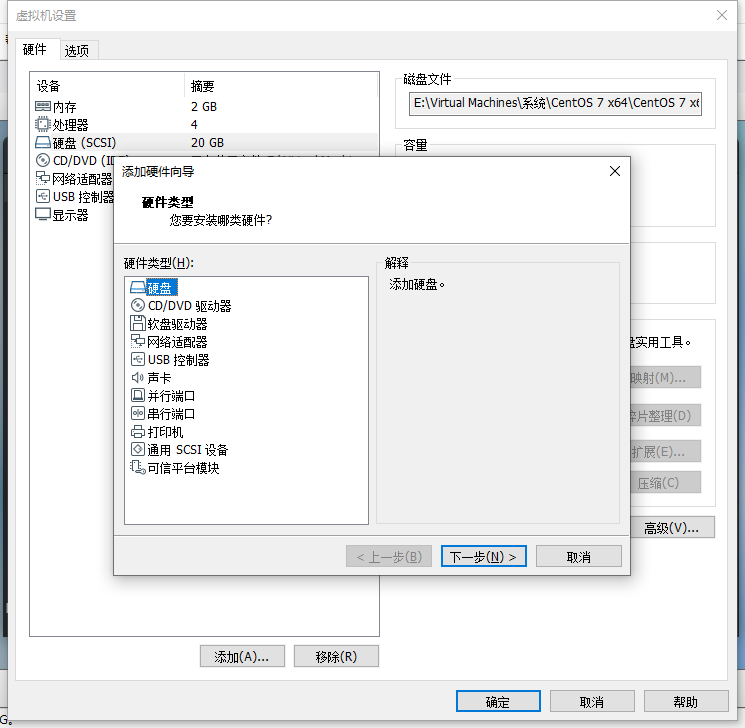 虚拟机设置
硬件 选项
设备 摘要
内存 2 GB
处理器 4
硬盘 (SCSI) 20 GB
CD/DVD (IDE)
网络适配器
USB 控制器
显示器
磁盘文件
E:\Virtual Machines\系统\CentOS 7 x64\CentOS 7 x6
容量
添加硬件向导
硬件类型
您要安装哪类硬件?
硬件类型(H):
硬盘
CD/DVD 驱动器
软盘驱动器
网络适配器
USB 控制器
声卡
并行端口
串行端口
打印机
通用 SCSI 设备
可信平台模块
解释
添加硬盘。
< 上一步(B) 下一步(N) > 取消
盘实用工具。
映射(M)...
碎片整理(D)
扩展(E)...
压缩(C)
高级(V)...
添加(A)... 移除(R)
确定 取消 帮助
G。